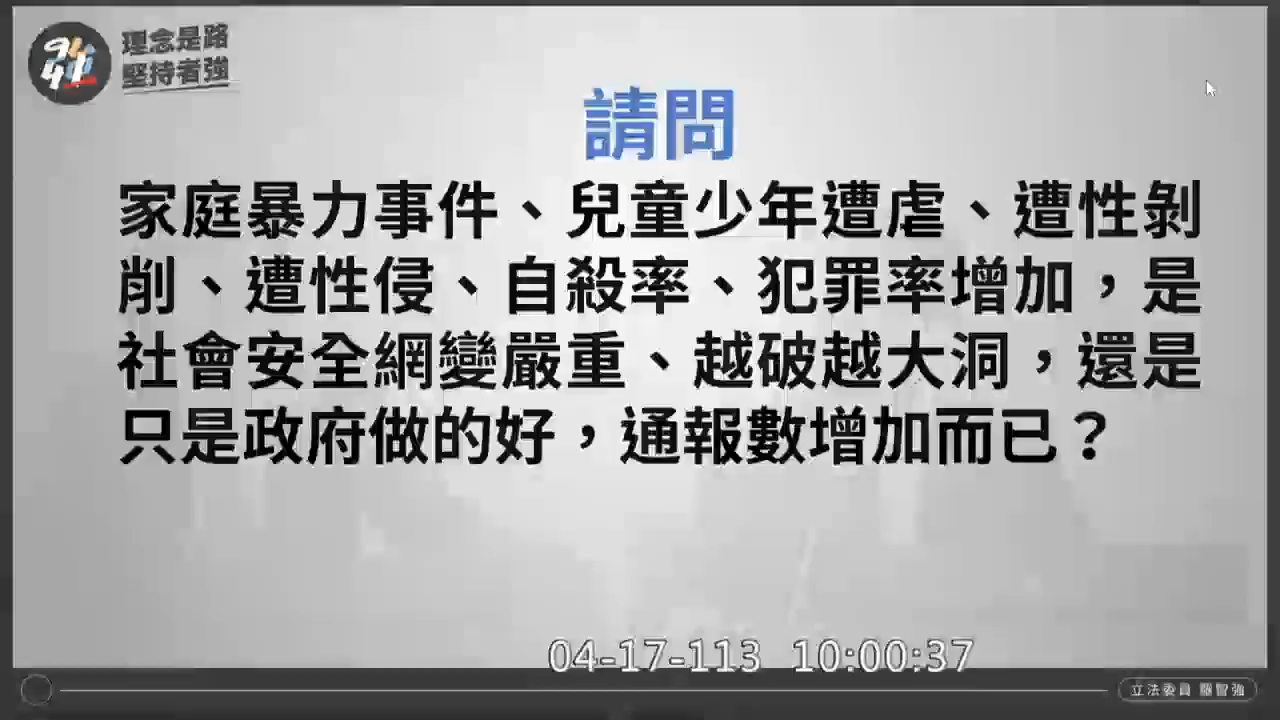 理念是路
堅持者強
請問
家庭暴力事件、兒童少年遭虐、遭性剝
削、遭性侵、自殺率、犯罪率增加，是
社會安全網變嚴重、越破越大洞，還是
只是政府做的好，通報數增加而已？
04-17-113 10:00:37
立法委員 羅智強